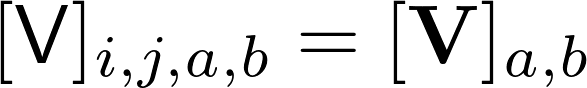 [V]_{i,j,a,b} = [𝐕]_{a,b}